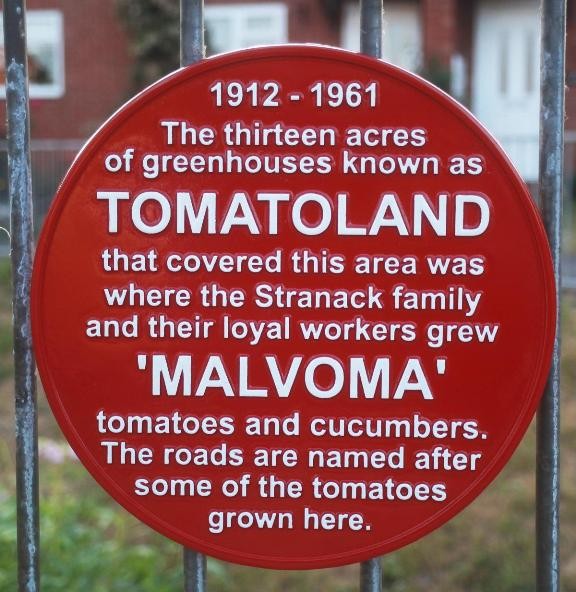 1912 - 1961
The thirteen acres
of greenhouses known as
TOMATOLAND
that covered this area was
where the Stranack family
and their loyal workers grew
'MALVOMA'
tomatoes and cucumbers.
The roads are named after
some of the tomatoes
grown here.